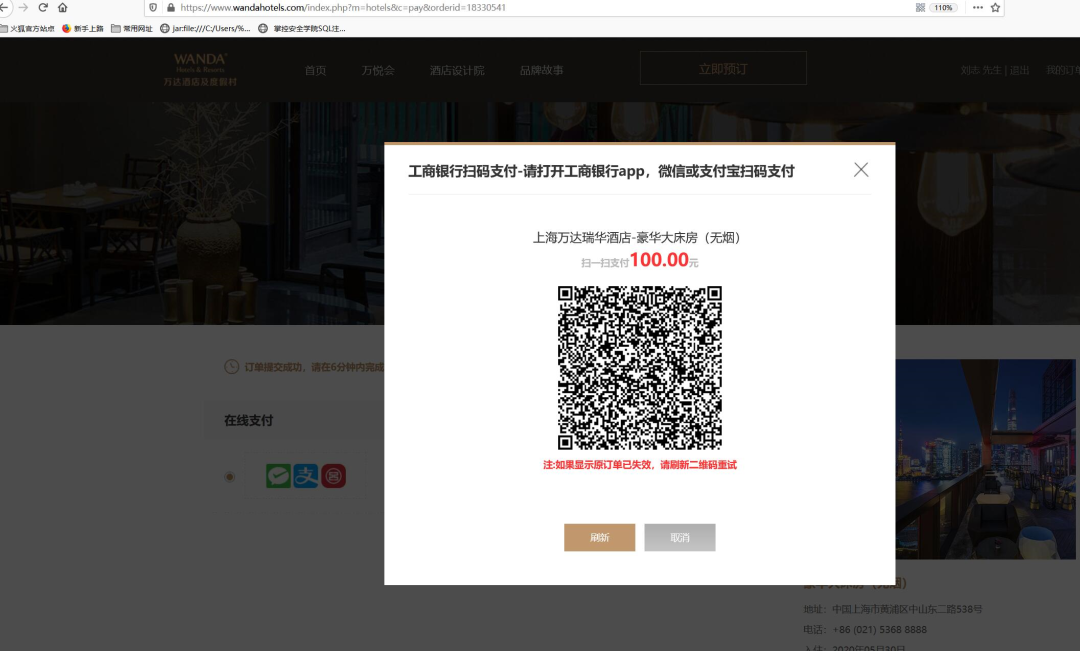 https://www.wandahotels.com/index.php?m=hotels&c=pay&orderid=18330541
110%
火狐官方站点 新手上路 常用网址 jar:file:///C:/Users/%... 掌控安全学院SQL注...
WANDA
Hotels & Resorts
万达酒店及度假村
首页 万悦会 酒店设计院 品牌故事 立即预订 刘志 先生 | 退出 我的订单
工商银行扫码支付-请打开工商银行app，微信或支付宝扫码支付
上海万达瑞华酒店-豪华大床房（无烟）
扫一扫支付100.00元
注:如果显示原订单已失效，请刷新二维码重试
刷新 取消
订单提交成功，请在6分钟内完成
在线支付
支
豪华大床房（无烟）
地址：中国上海市黄浦区中山东二路538号
电话：+86 (021) 5368 8888
入住：2020年05月30日